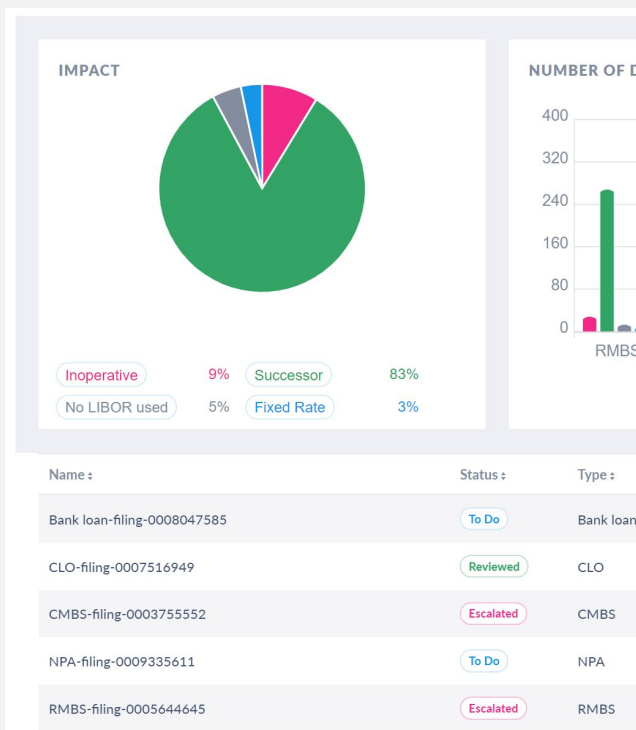 IMPACT
Inoperative 9% Successor 83%
No LIBOR used 5% Fixed Rate 3%
NUMBER OF
400
320
240
160
80
0
RMBS
Name Status Type
Bank loan-filing-0008047585 To Do Bank loan
CLO-filing-0007516949 Reviewed CLO
CMBS-filing-0003755552 Escalated CMBS
NPA-filing-0009335611 To Do NPA
RMBS-filing-0005644645 Escalated RMBS